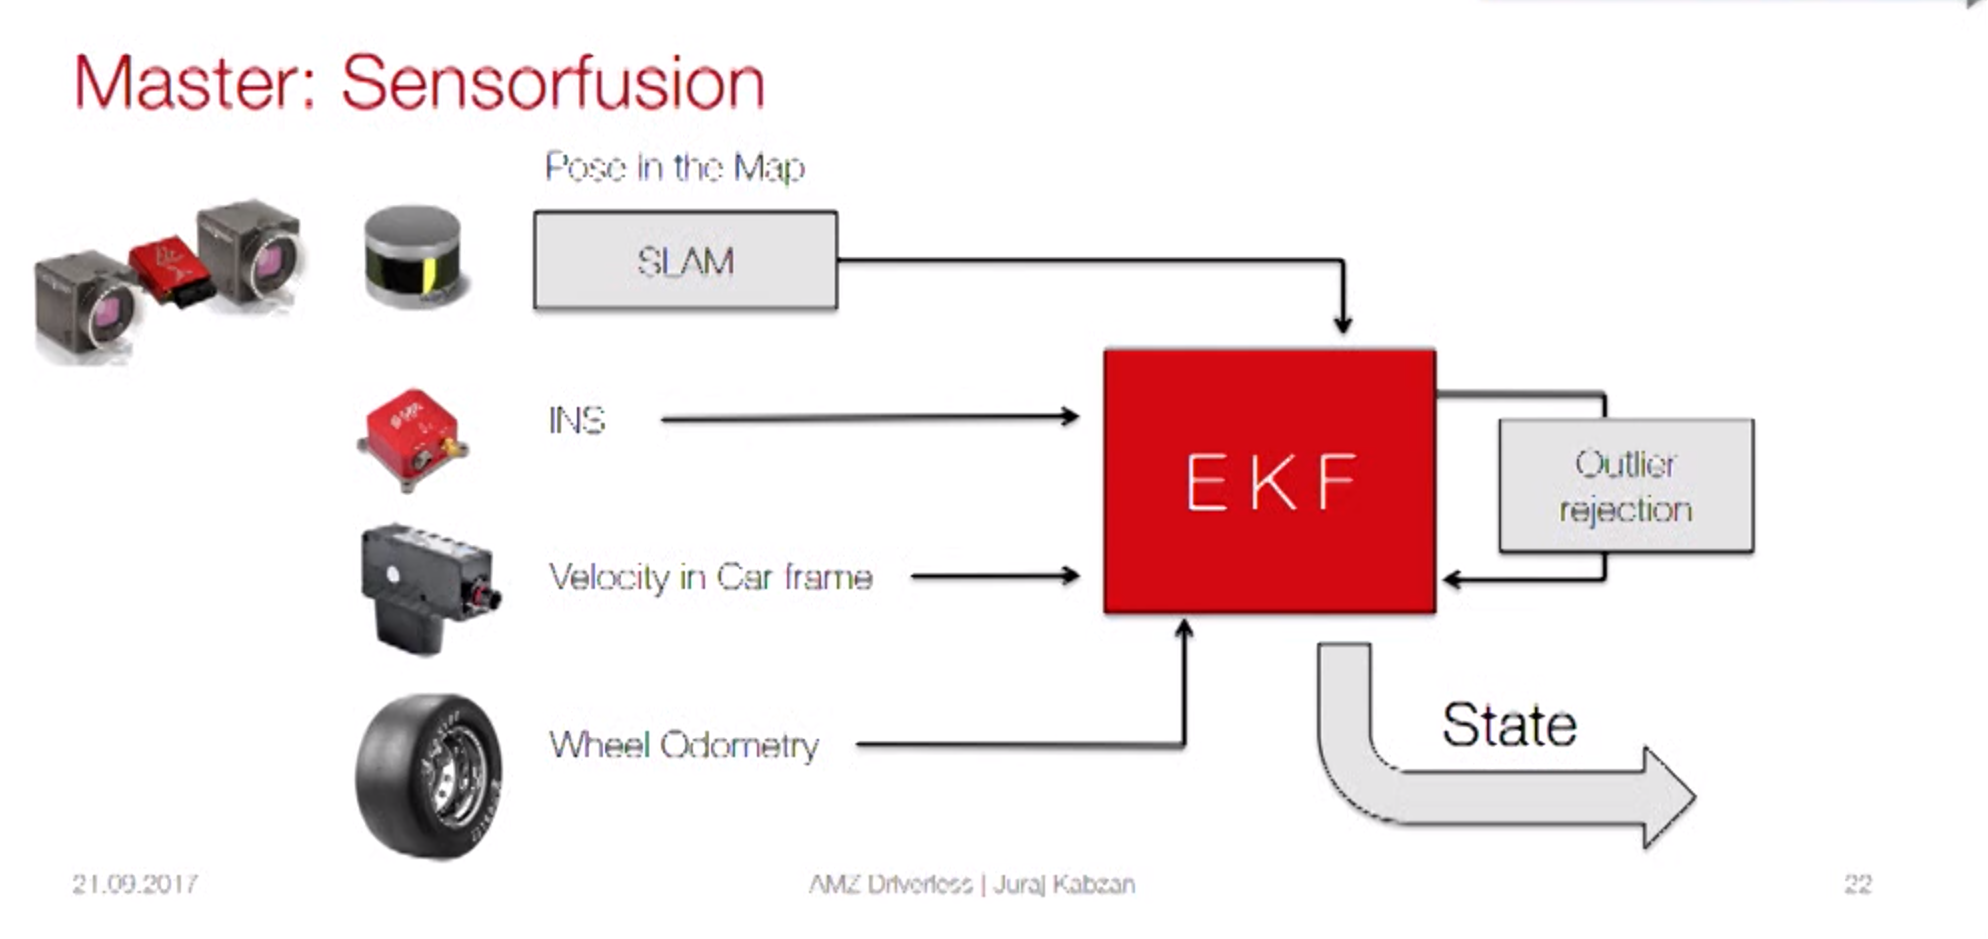 Master: Sensorfusion
Pose in the Map
SLAM
INS
EKF
Outlier
rejection
Velocity in Car frame
State
Wheel Odometry
21.09.2017
AMZ Driverless | Juraj Kabzan
22